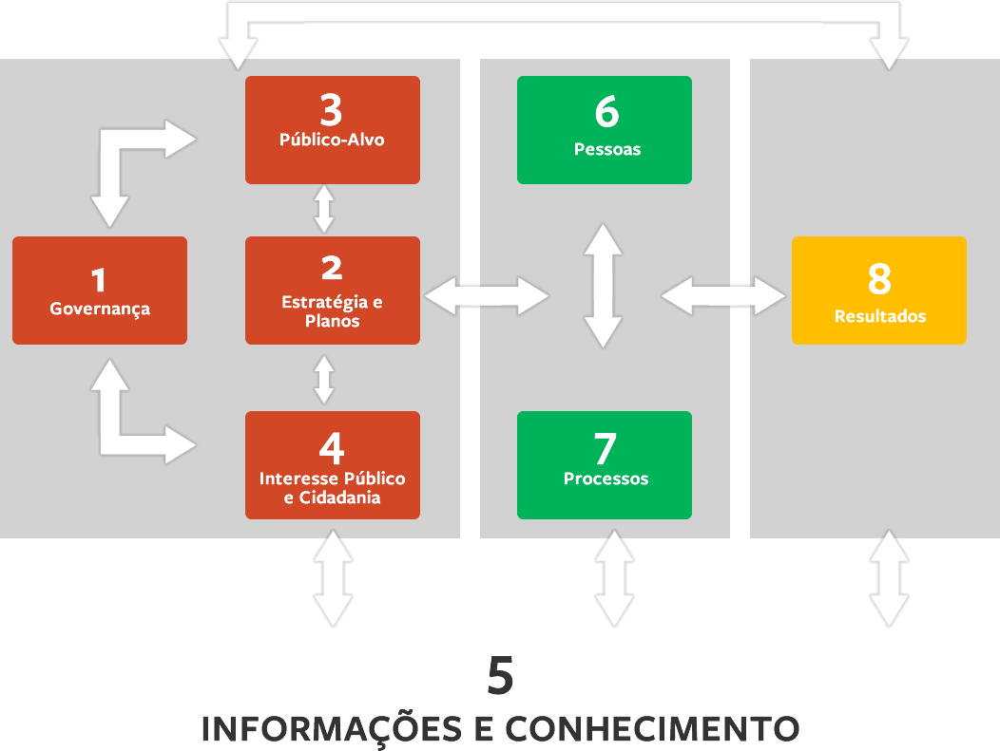 3
Público-Alvo
6
Pessoas
1
Governança
2
Estratégia e
Planos
8
Resultados
4
Interesse Público
e Cidadania
7
Processos
5
INFORMAÇÕES E CONHECIMENTO